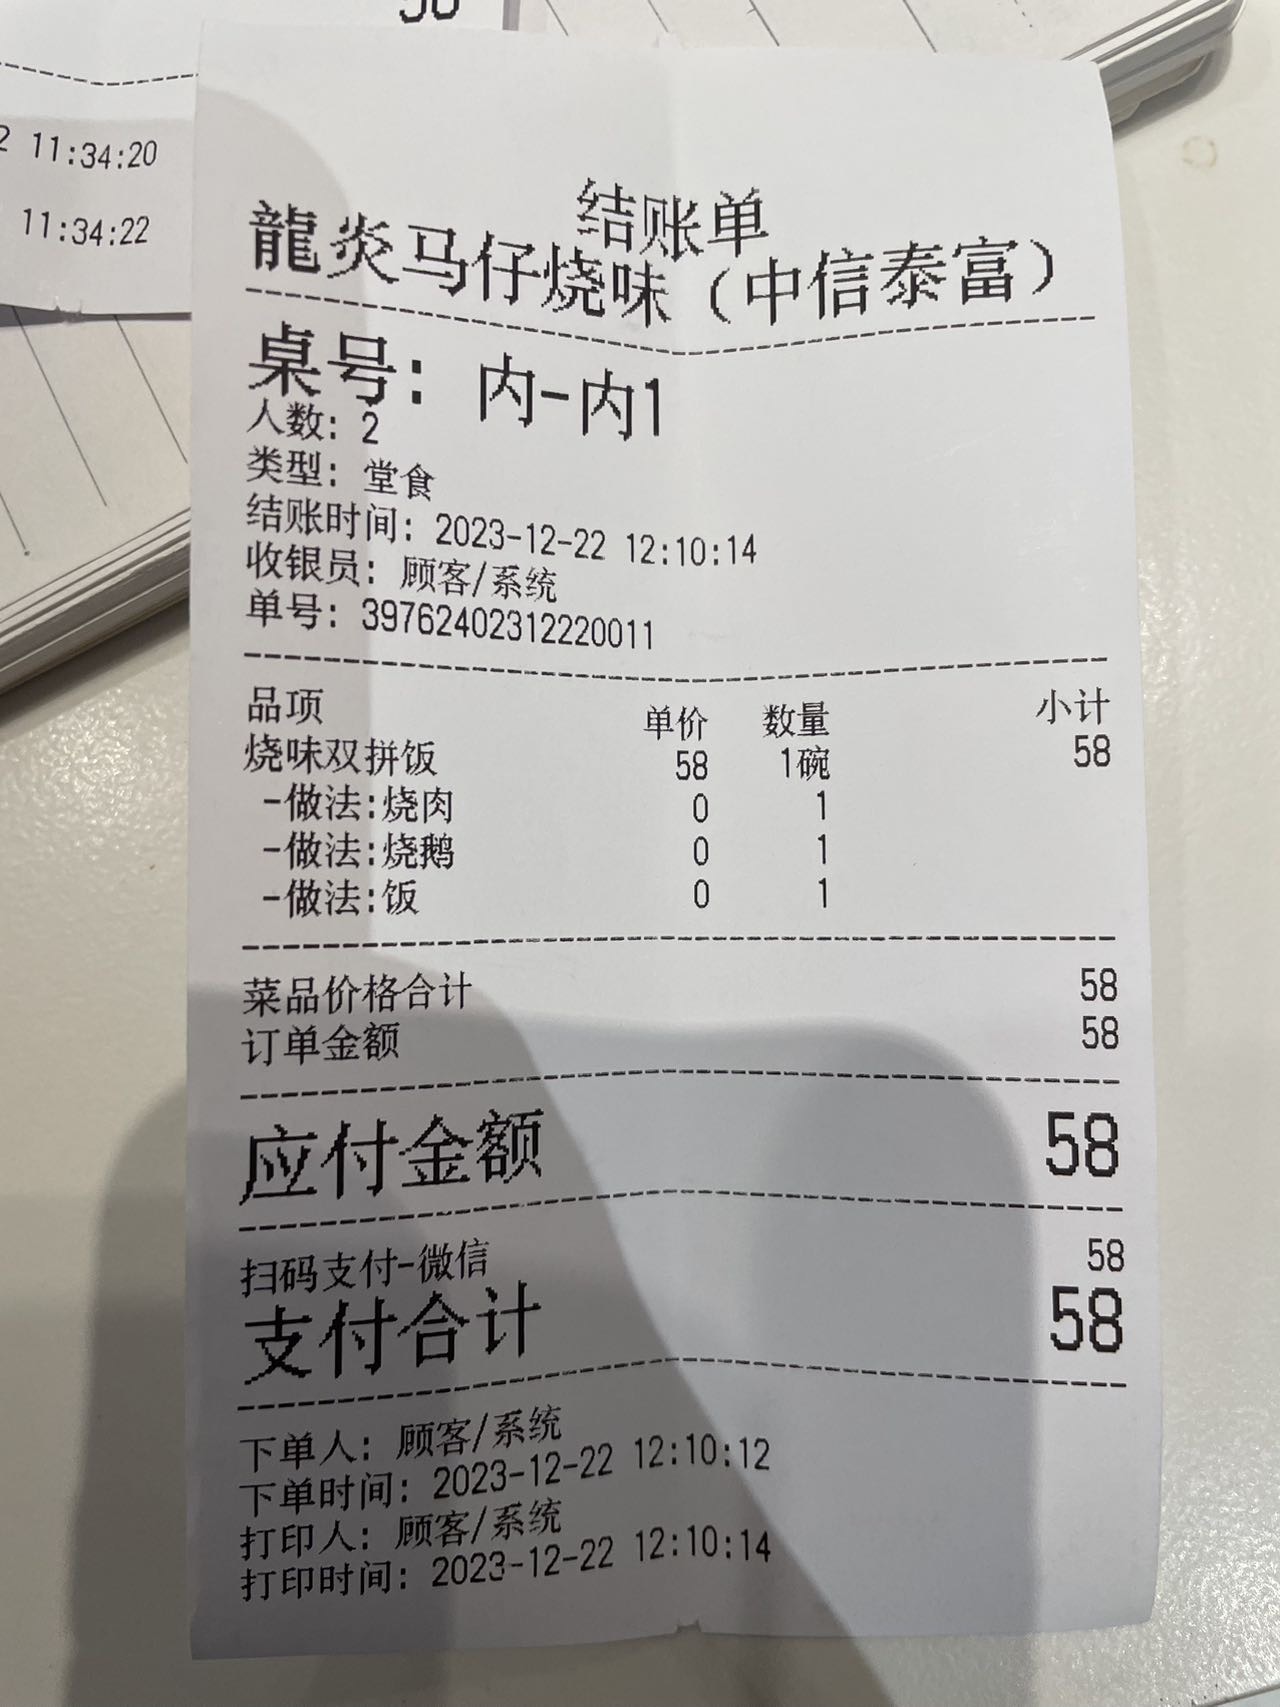 11:34:20
11:34:22
结账单
龍炎马仔烧味（中信泰富）
桌号：内-内1
人数：2
类型：堂食
结账时间：2023-12-22 12:10:14
收银员：顾客/系统
单号：39762402312220011
品项 单价 数量 小计
烧味双拼饭 58 1碗 58
-做法:烧肉 0 1
-做法:烧鹅 0 1
-做法:饭 0 1
菜品价格合计 58
订单金额 58
应付金额 58
扫码支付-微信 58
支付合计 58
下单人：顾客/系统
下单时间：2023-12-22 12:10:12
打印人：顾客/系统
打印时间：2023-12-22 12:10:14